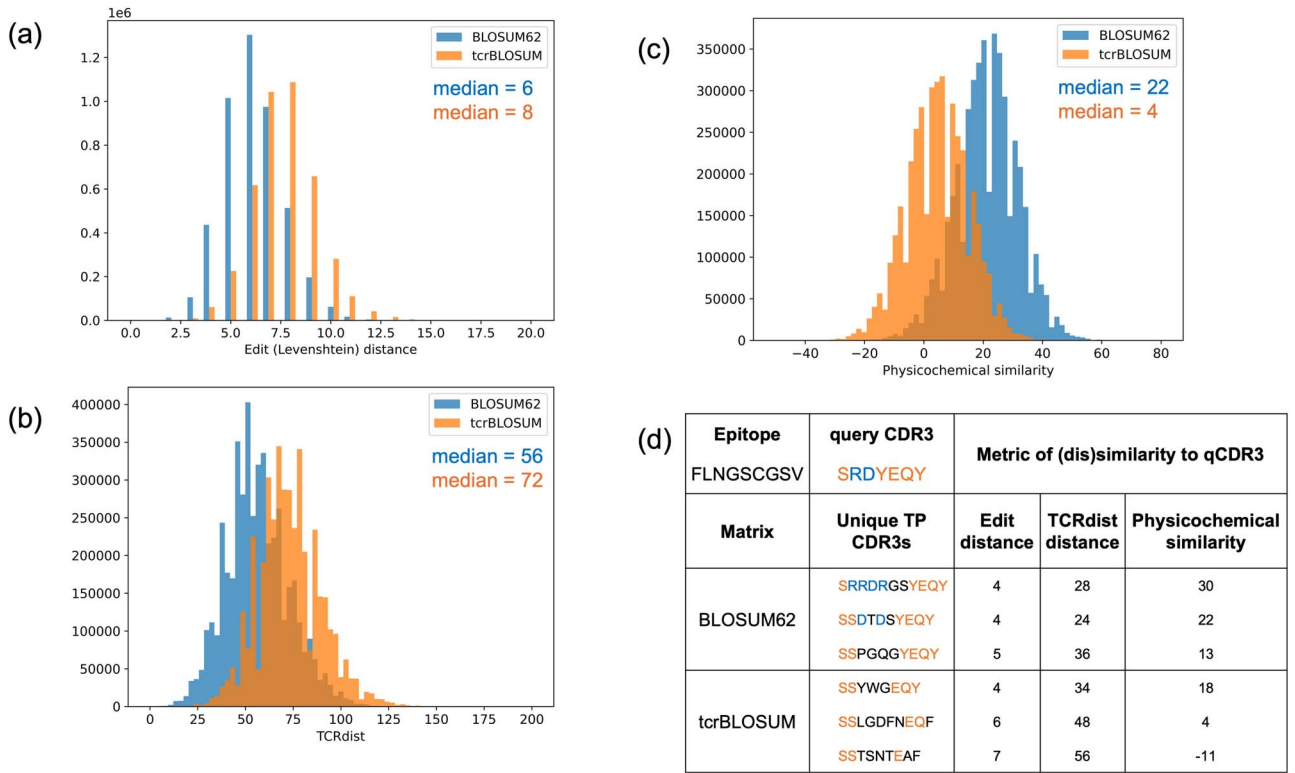 (a)
1e6
BLOSUM62
tcrBLOSUM
median = 6
median = 8
1.2
1.0
0.8
0.6
0.4
0.2
0.0
0.0 2.5 5.0 7.5 10.0 12.5 15.0 17.5 20.0
Edit (Levenshtein) distance
(b)
BLOSUM62
tcrBLOSUM
median = 56
median = 72
400000
350000
300000
250000
200000
150000
100000
50000
0
0 25 50 75 100 125 150 175 200
TCRdist
(c)
BLOSUM62
tcrBLOSUM
median = 22
median = 4
350000
300000
250000
200000
150000
100000
50000
0
−40 −20 0 20 40 60 80
Physicochemical similarity
(d)
Epitope query CDR3 Metric of (dis)similarity to qCDR3
FLNGSCGSV SRDYEQY
Matrix Unique TP CDR3s Edit distance TCRdist distance Physicochemical similarity
BLOSUM62
SRRDRGSYEQY 4 28 30
SSDTDSYEQY 4 24 22
SSPGQGYEQY 5 36 13
tcrBLOSUM
SSYWGEQY 4 34 18
SSLGDFNEQF 6 48 4
SSTSNTEAF 7 56 -11